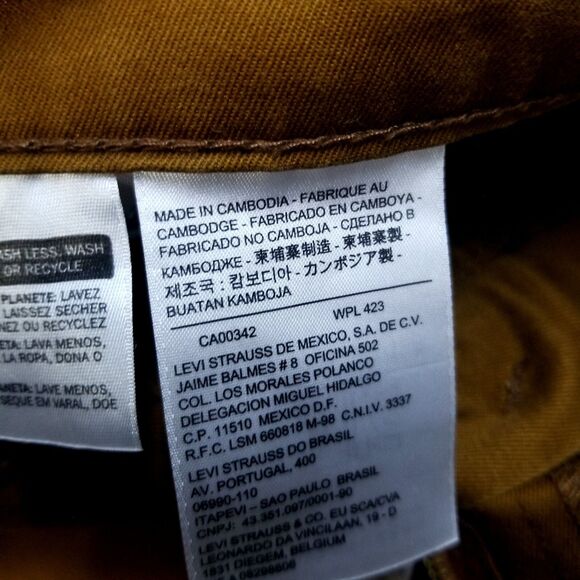 ASH LESS. WASH
OR RECYCLE
PLANETE: LAVEZ
LAISSEZ SECHER
NEZ OU RECYCLEZ
ETA: LAVA MENOS,
LA ROPA, DONA O
ANETA: LAVE MENOS,
SEQUE EM VARAL, DOE
MADE IN CAMBODIA - FABRIQUE AU
CAMBODGE - FABRICADO EN CAMBOYA -
FABRICADO NO CAMBOJA - СДЕЛАНО В
КАМБОДЖЕ - 柬埔寨制造 - 柬埔寨製 -
제조국 : 캄보디아 - カンボジア製 -
BUATAN KAMBOJA
CA00342 WPL 423
LEVI STRAUSS DE MEXICO, S.A. DE C.V.
JAIME BALMES # 8 OFICINA 502
COL. LOS MORALES POLANCO
DELEGACION MIGUEL HIDALGO
C.P. 11510 MEXICO D.F.
R.F.C. LSM 660818 M-98 C.N.I.V. 3337
LEVI STRAUSS DO BRASIL
AV. PORTUGAL, 400
06990-110
ITAPEVI - SAO PAULO BRASIL
CNPJ: 43.351.097/0001-90
LEVI STRAUSS & CO. EU SCA/CVA
LEONARDO DA VINCILAAN, 19 - D
1831 DIEGEM, BELGIUM